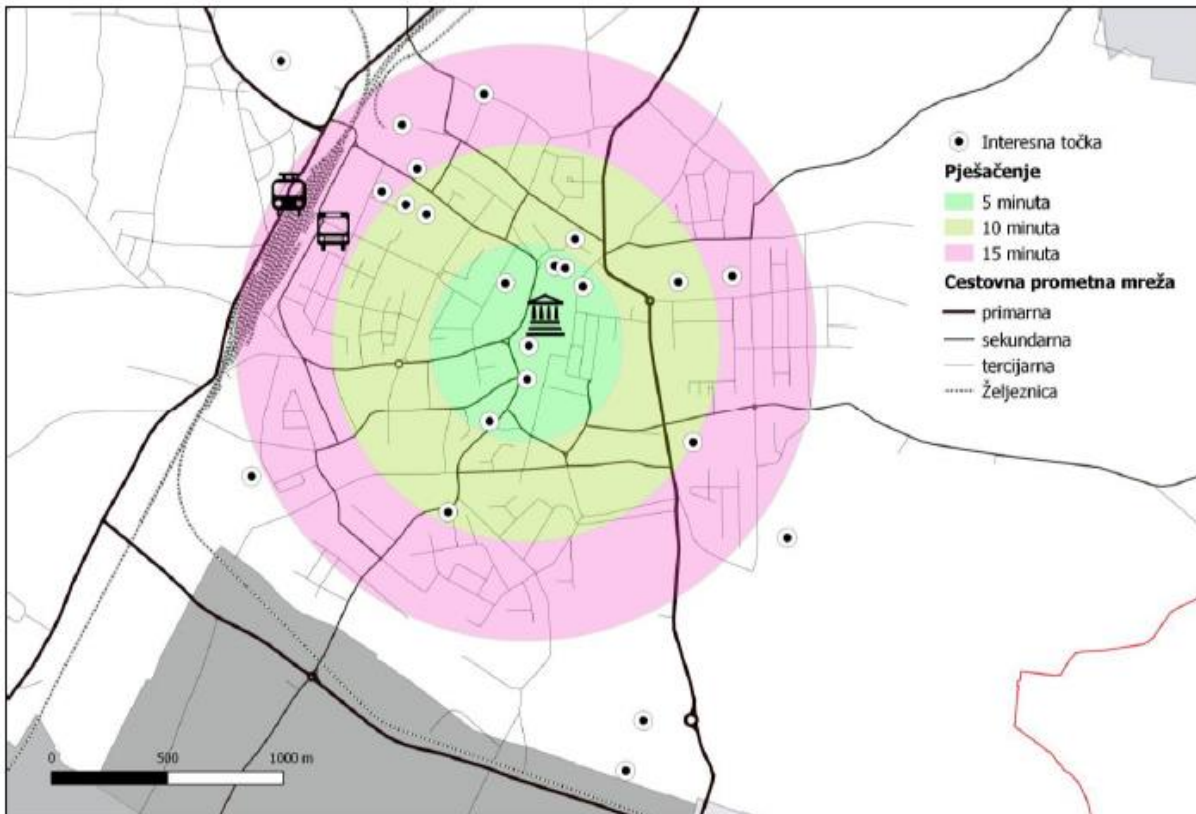 Interesna točka
Pješačenje
5 minuta
10 minuta
15 minuta
Cestovna prometna mreža
primarna
sekundarna
tercijarna
Željeznica
0 500 1000 m